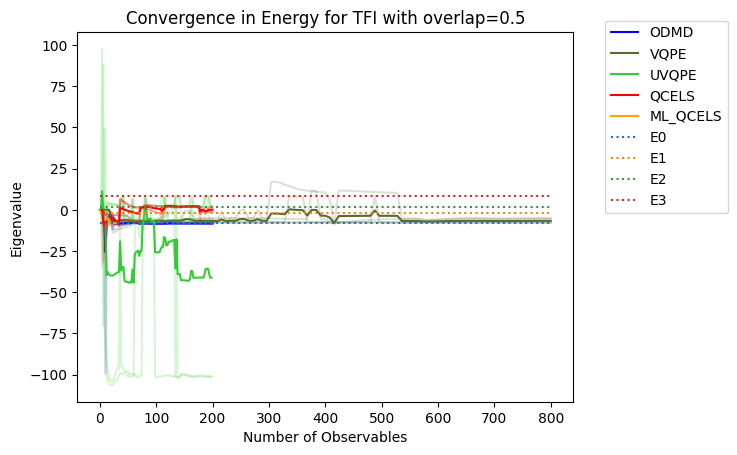 Convergence in Energy for TFI with overlap=0.5
100
75
50
25
0
−25
−50
−75
−100
Eigenvalue
0 100 200 300 400 500 600 700 800
Number of Observables
ODMD
VQPE
UVQPE
QCELS
ML_QCELS
E0
E1
E2
E3